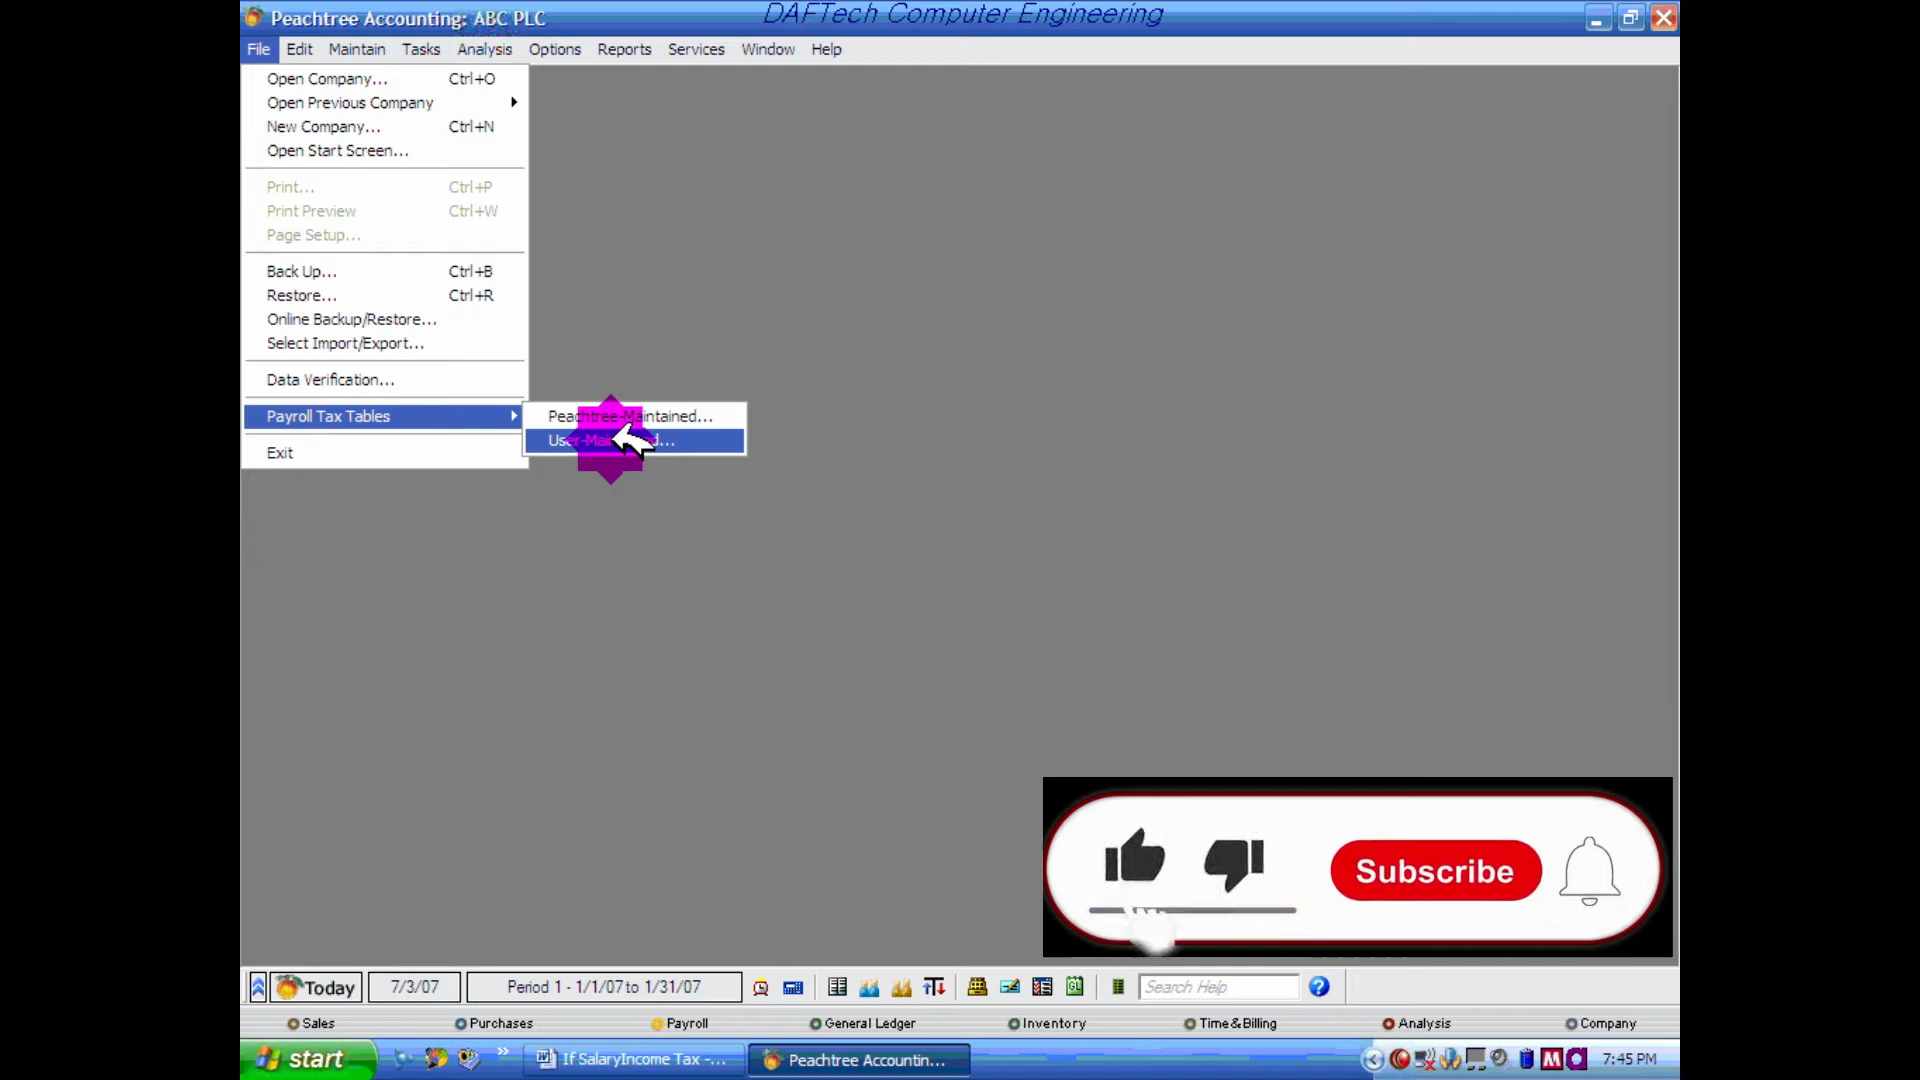 Peachtree Accounting: ABC PLC
DAFTech Computer Engineering
File Edit Maintain Tasks Analysis Options Reports Services Window Help
Open Company... Ctrl+O
Open Previous Company
New Company... Ctrl+N
Open Start Screen...
Print... Ctrl+P
Print Preview Ctrl+W
Page Setup...
Back Up... Ctrl+B
Restore... Ctrl+R
Online Backup/Restore...
Select Import/Export...
Data Verification...
Payroll Tax Tables
Peachtree-Maintained...
Exit
Subscribe
Today 7/3/07 Period 1 - 1/1/07 to 1/31/07 Search Help
Sales Purchases Payroll General Ledger Inventory Time & Billing Analysis Company
start If SalaryIncome Tax -... Peachtree Accountin... 7:45 PM